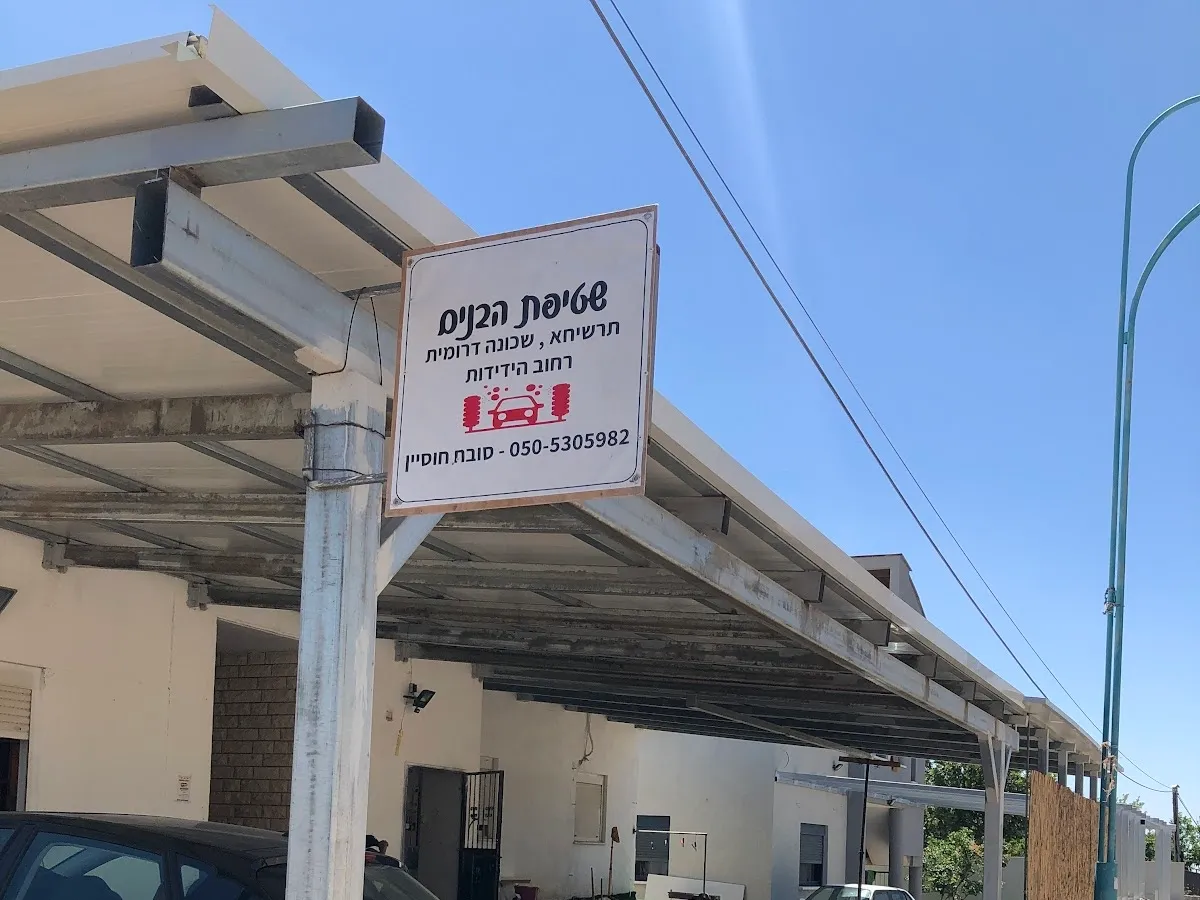 שטיפת הבנים
תרשיחא , שכונה דרומית
רחוב הידידות
050-5305982 - סובח חוסיין